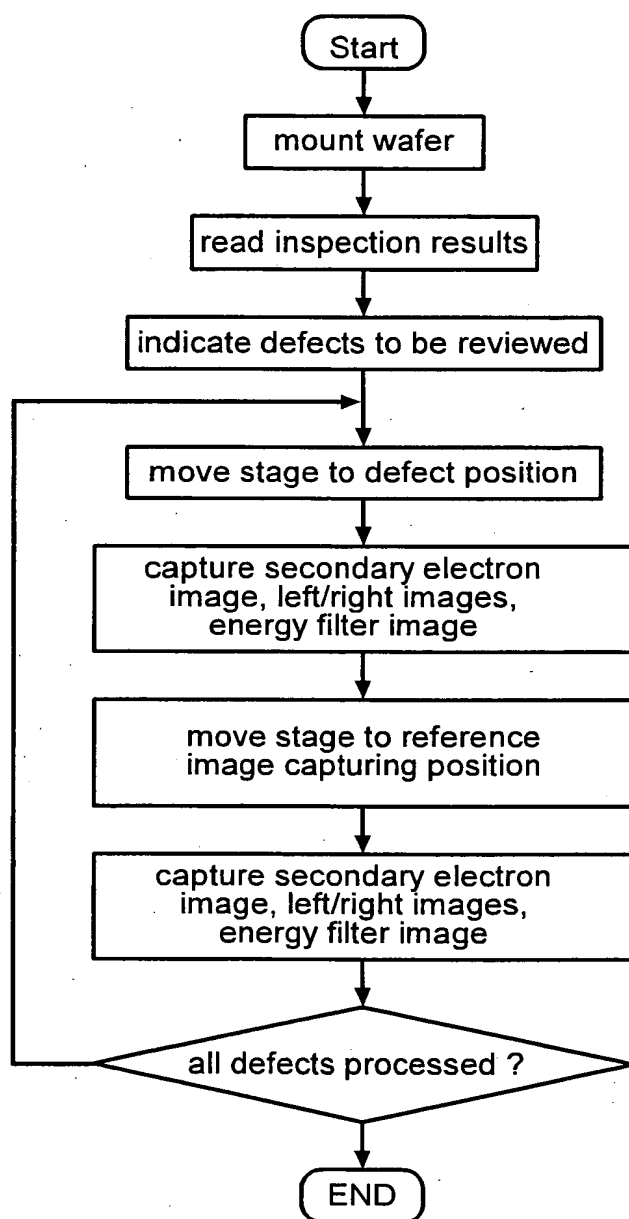 Start
mount wafer
read inspection results
indicate defects to be reviewed
move stage to defect position
capture secondary electron
image, left/right images,
energy filter image
move stage to reference
image capturing position
capture secondary electron
image, left/right images,
energy filter image
all defects processed ?
END